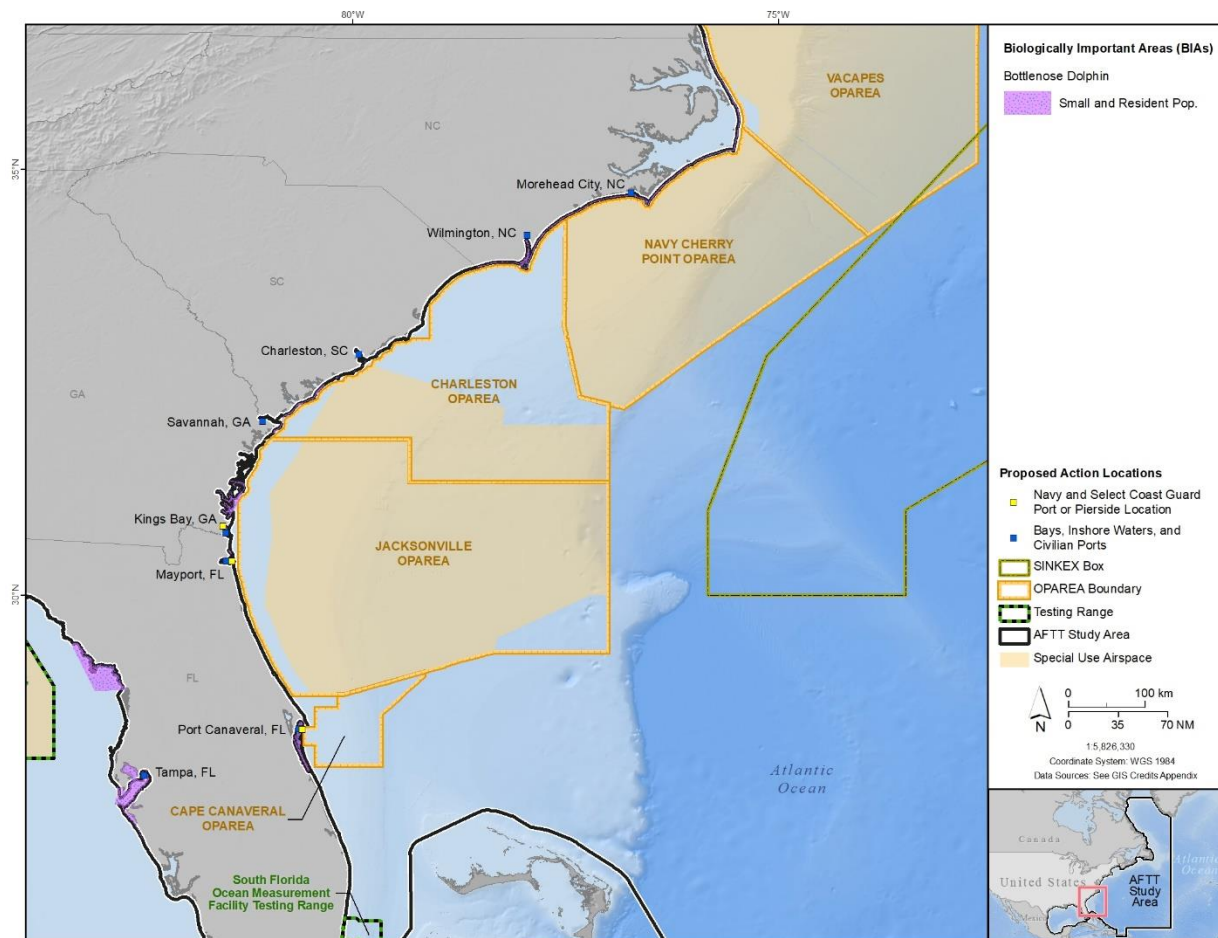 80°W
75°W
35°N
30°N
VACAPES
OPAREA
NC
Morehead City, NC
Wilmington, NC
NAVY CHERRY
POINT OPAREA
SC
Charleston, SC
CHARLESTON
OPAREA
GA
Savannah, GA
Kings Bay, GA
JACKSONVILLE
OPAREA
Mayport, FL
FL
Port Canaveral, FL
Tampa, FL
Atlantic
Ocean
CAPE CANAVERAL
OPAREA
South Florida
Ocean Measurement
Facility Testing Range
Biologically Important Areas (BIAs)
Bottlenose Dolphin
Small and Resident Pop.
Proposed Action Locations
Navy and Select Coast Guard
Port or Pierside Location
Bays, Inshore Waters, and
Civilian Ports
SINKEX Box
OPAREA Boundary
Testing Range
AFTT Study Area
Special Use Airspace
0 100 km
0 35 70 NM
N
1:5,826,330
Coordinate System: WGS 1984
Data Sources: See GIS Credits Appendix
Canada
United States
Mexico
AFTT
Study
Area
Atlantic
Ocean